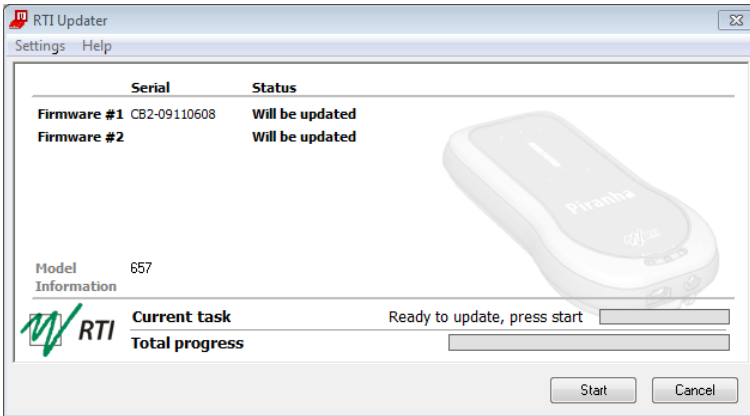 RTI Updater
Settings Help
Serial Status
Firmware #1 CB2-09110608 Will be updated
Firmware #2 Will be updated
Piranha
Model Information 657
RTI
Current task Ready to update, press start
Total progress
Start Cancel